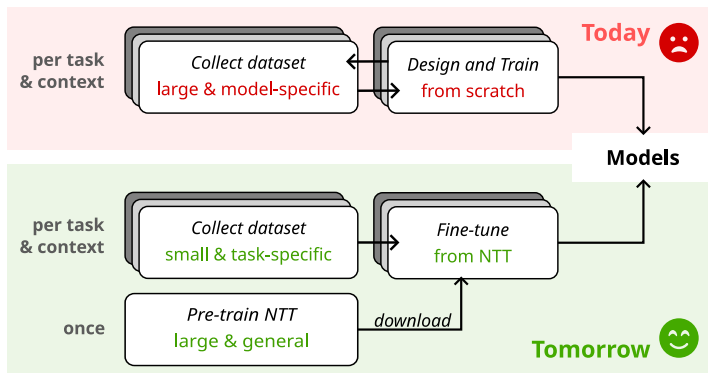 Today
per task
& context
Collect dataset
large & model-specific
Design and Train
from scratch
Models
per task
& context
Collect dataset
small & task-specific
Fine-tune
from NTT
once
Pre-train NTT
large & general
download
Tomorrow